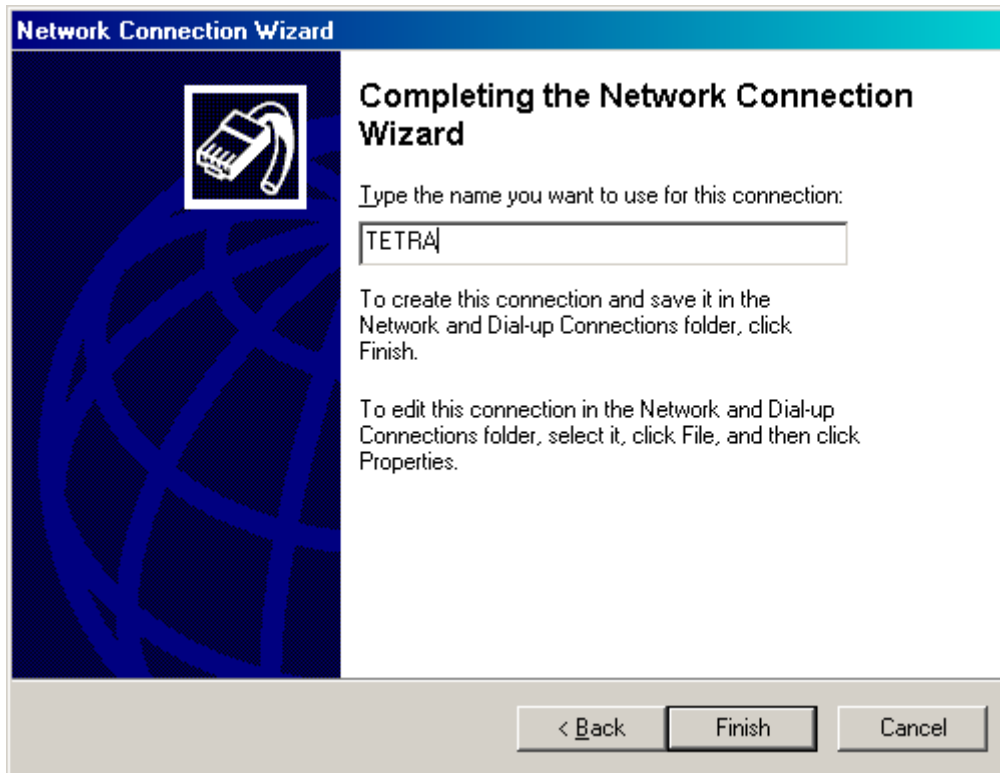 Network Connection Wizard
Completing the Network Connection
Wizard
Type the name you want to use for this connection:
TETRA
To create this connection and save it in the
Network and Dial-up Connections folder, click
Finish.
To edit this connection in the Network and Dial-up
Connections folder, select it, click File, and then click
Properties.
< Back Finish Cancel